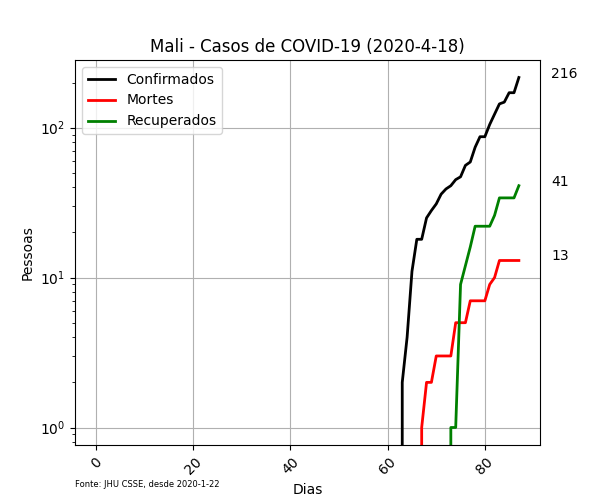 Mali - Casos de COVID-19 (2020-4-18)
Confirmados
Mortes
Recuperados
216
41
13
Pessoas
10²
10¹
10⁰
0
20
40
60
80
Dias
Fonte: JHU CSSE, desde 2020-1-22